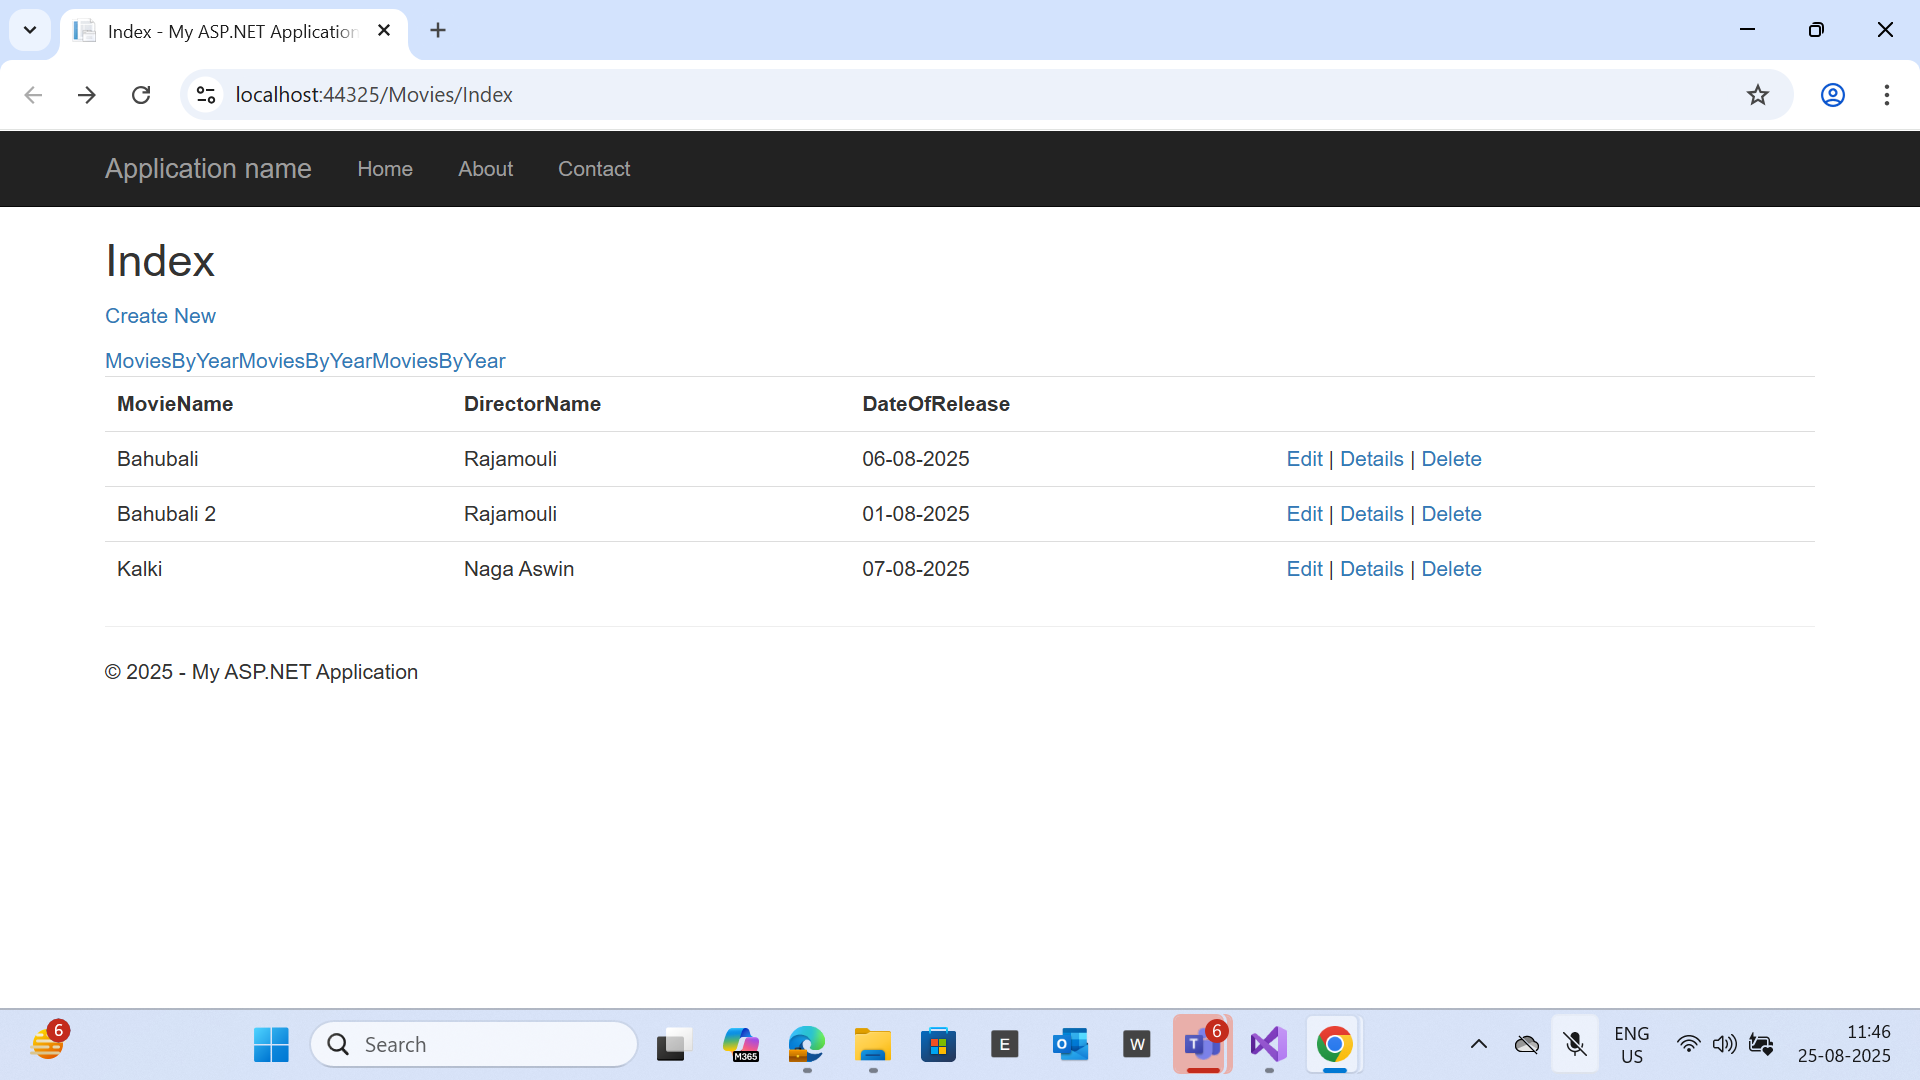 Index - My ASP.NET Application
localhost:44325/Movies/Index
Application name Home About Contact
Index
Create New
MoviesByYearMoviesByYearMoviesByYear
MovieName DirectorName DateOfRelease
Bahubali Rajamouli 06-08-2025 Edit | Details | Delete
Bahubali 2 Rajamouli 01-08-2025 Edit | Details | Delete
Kalki Naga Aswin 07-08-2025 Edit | Details | Delete
© 2025 - My ASP.NET Application
6 Search M365 E O W T 6 ENG 11:46
US 25-08-2025